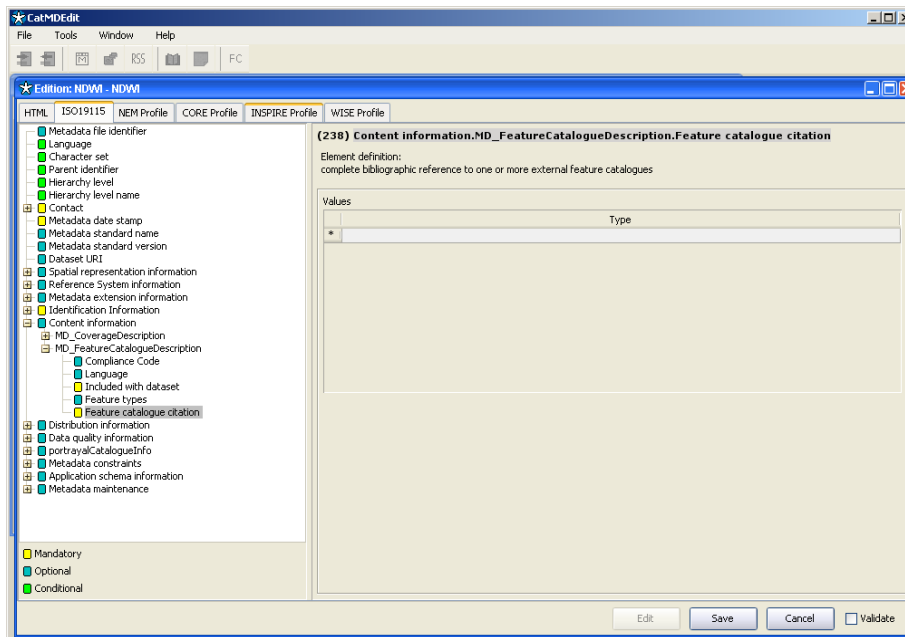 CatMDEdit
File Tools Window Help
RSS FC
Edition: NDWI - NDWI
HTML ISO19115 NEM Profile CORE Profile INSPIRE Profile WISE Profile
Metadata file identifier
Language
Character set
Parent identifier
Hierarchy level
Hierarchy level name
Contact
Metadata date stamp
Metadata standard name
Metadata standard version
Dataset URI
Spatial representation information
Reference System information
Metadata extension information
Identification Information
Content information
MD_CoverageDescription
MD_FeatureCatalogueDescription
Compliance Code
Language
Included with dataset
Feature types
Feature catalogue citation
Distribution information
Data quality information
portrayalCatalogueInfo
Metadata constraints
Application schema information
Metadata maintenance
Mandatory
Optional
Conditional
(238) Content information.MD_FeatureCatalogueDescription.Feature catalogue citation
Element definition:
complete bibliographic reference to one or more external feature catalogues
Values
Type
*
Edit Save Cancel Validate